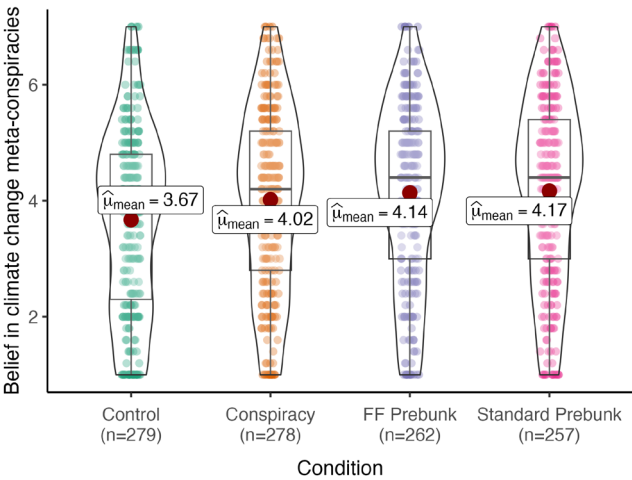 Belief in climate change meta-conspiracies
6
4
2
μ̂mean = 3.67
μ̂mean = 4.02
μ̂mean = 4.14
μ̂mean = 4.17
Control
(n=279)
Conspiracy
(n=278)
FF Prebunk
(n=262)
Standard Prebunk
(n=257)
Condition